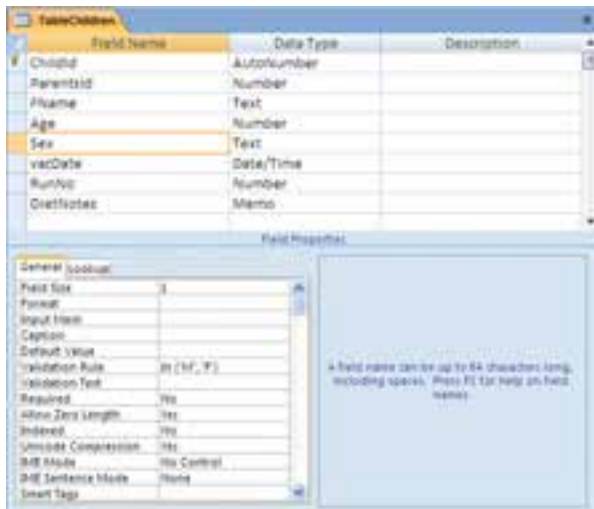 TableChildren
Field Name Data Type Description
ChildId AutoNumber
ParentsId Number
FName Text
Age Number
Sex Text
vacDate Date/Time
RunNo Number
DietNotes Memo
Field Properties
General Lookup
Field Size 1
Format
Input Mask
Caption
Default Value
Validation Rule In ('M', 'F')
Validation Text
Required
Allow Zero Length Yes
Indexed
Unicode Compression Yes
IME Mode No Control
IME Sentence Mode None
Smart Tags
A field name can be up to 64 characters long,
including spaces. Press F1 for help on field
names.